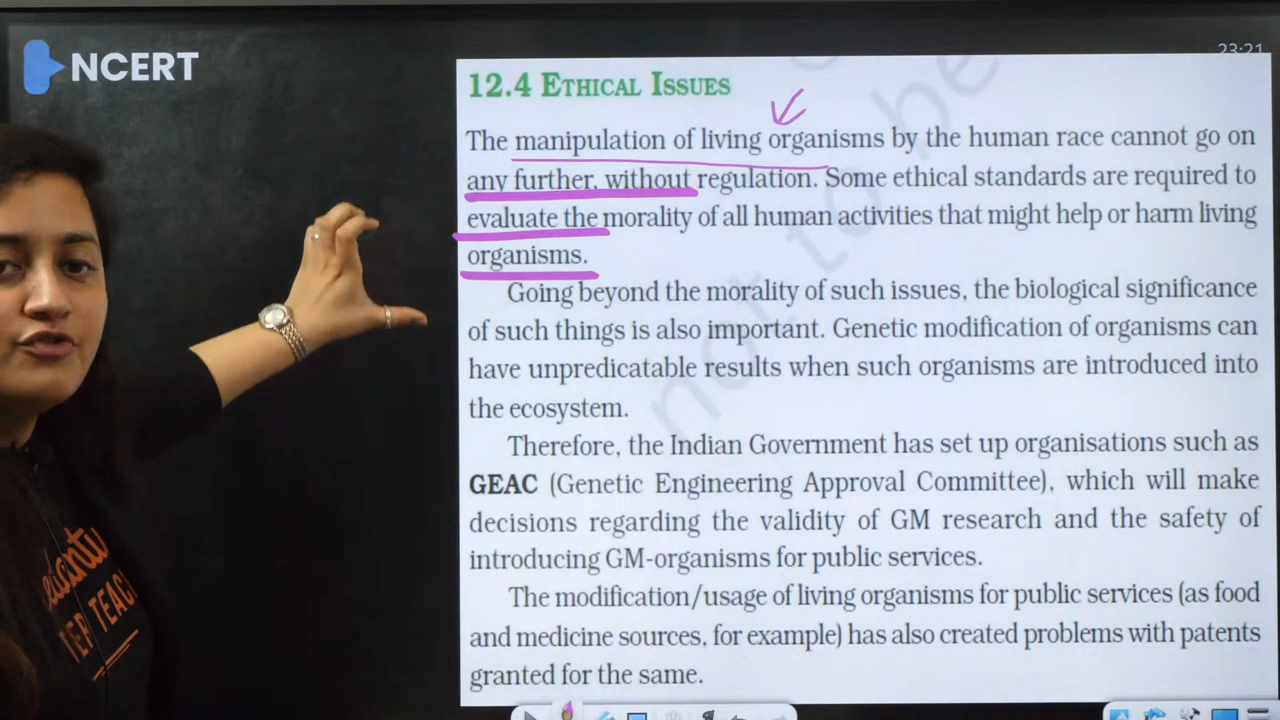 NCERT
23:21
12.4 ETHICAL ISSUES
The manipulation of living organisms by the human race cannot go on
any further, without regulation. Some ethical standards are required to
evaluate the morality of all human activities that might help or harm living
organisms.
Going beyond the morality of such issues, the biological significance
of such things is also important. Genetic modification of organisms can
have unpredicatable results when such organisms are introduced into
the ecosystem.
Therefore, the Indian Government has set up organisations such as
GEAC (Genetic Engineering Approval Committee), which will make
decisions regarding the validity of GM research and the safety of
introducing GM-organisms for public services.
The modification/usage of living organisms for public services (as food
and medicine sources, for example) has also created problems with patents
granted for the same.
not to be